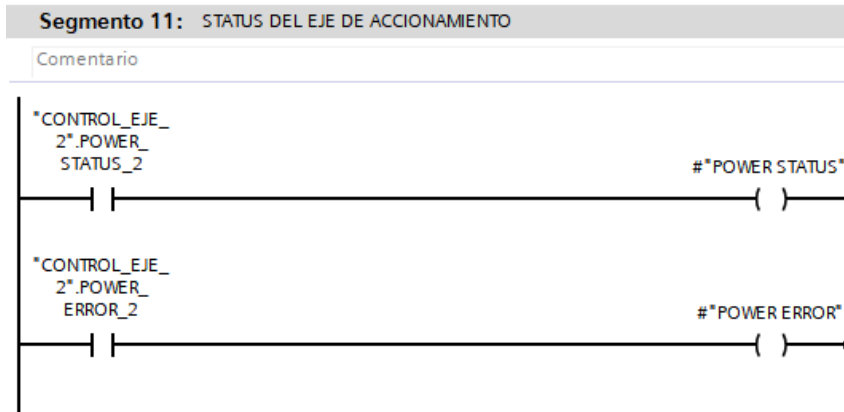 Segmento 11: STATUS DEL EJE DE ACCIONAMIENTO
Comentario
"CONTROL_EJE_
2".POWER_
STATUS_2
#"POWER STATUS"
"CONTROL_EJE_
2".POWER_
ERROR_2
#"POWER ERROR"